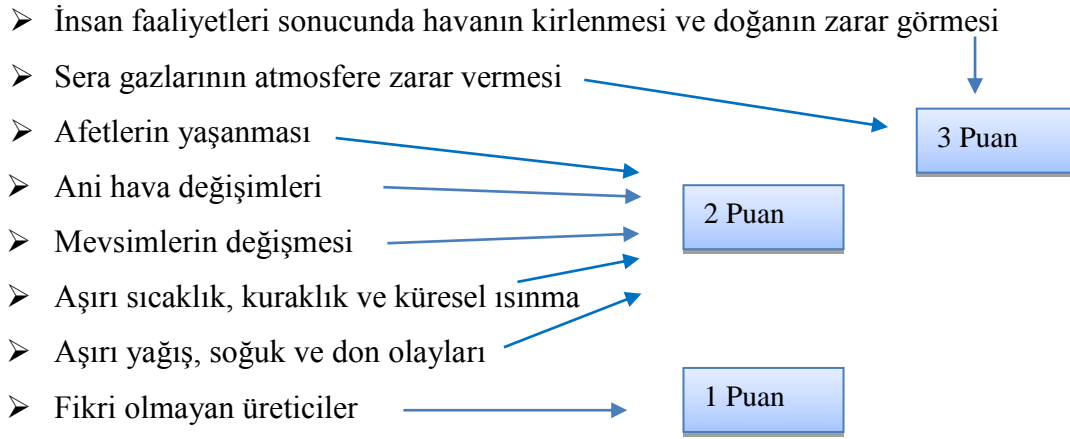 ➢ İnsan faaliyetleri sonucunda havanın kirlenmesi ve doğanın zarar görmesi
➢ Sera gazlarının atmosfere zarar vermesi
➢ Afetlerin yaşanması
3 Puan
➢ Ani hava değişimleri
2 Puan
➢ Mevsimlerin değişmesi
➢ Aşırı sıcaklık, kuraklık ve küresel ısınma
➢ Aşırı yağış, soğuk ve don olayları
➢ Fikri olmayan üreticiler
1 Puan